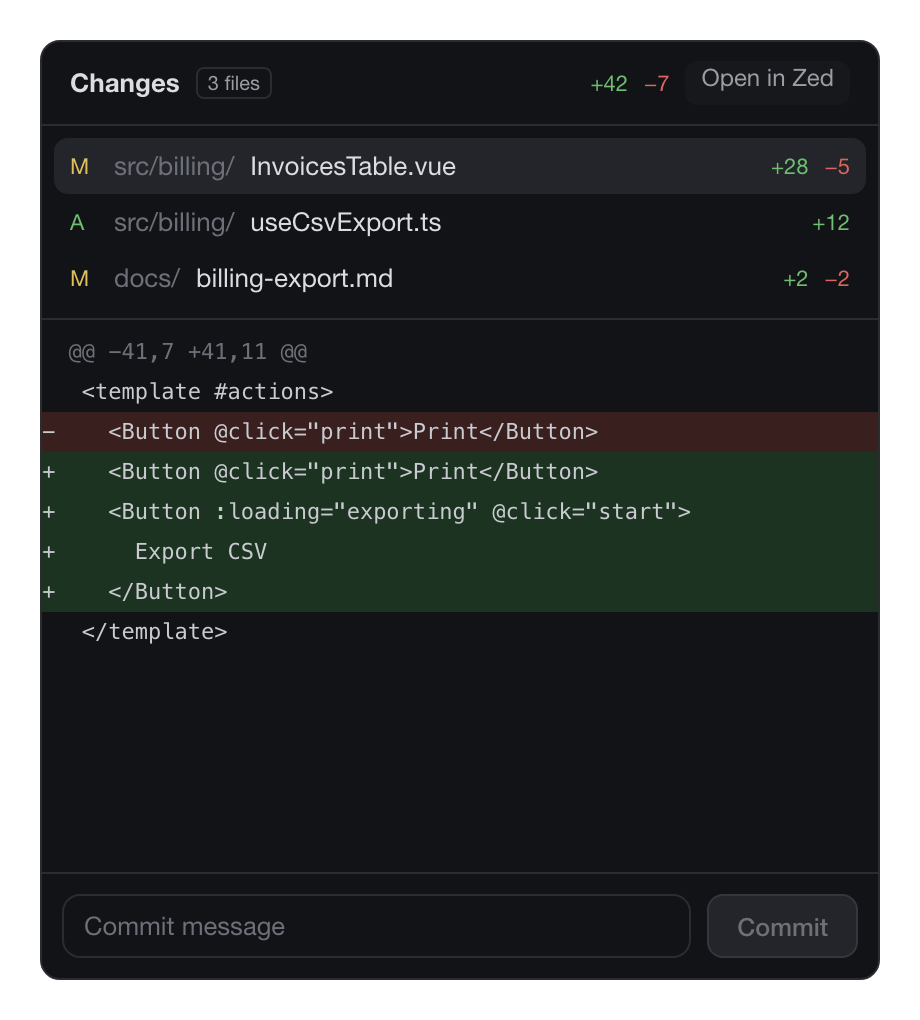 Changes 3 files +42 −7 Open in Zed
M src/billing/ InvoicesTable.vue +28 −5
A src/billing/ useCsvExport.ts +12
M docs/ billing-export.md +2 −2
@@ −41,7 +41,11 @@
<template #actions>
−    <Button @click="print">Print</Button>
+    <Button @click="print">Print</Button>
+    <Button :loading="exporting" @click="start">
+      Export CSV
+    </Button>
</template>
Commit message Commit